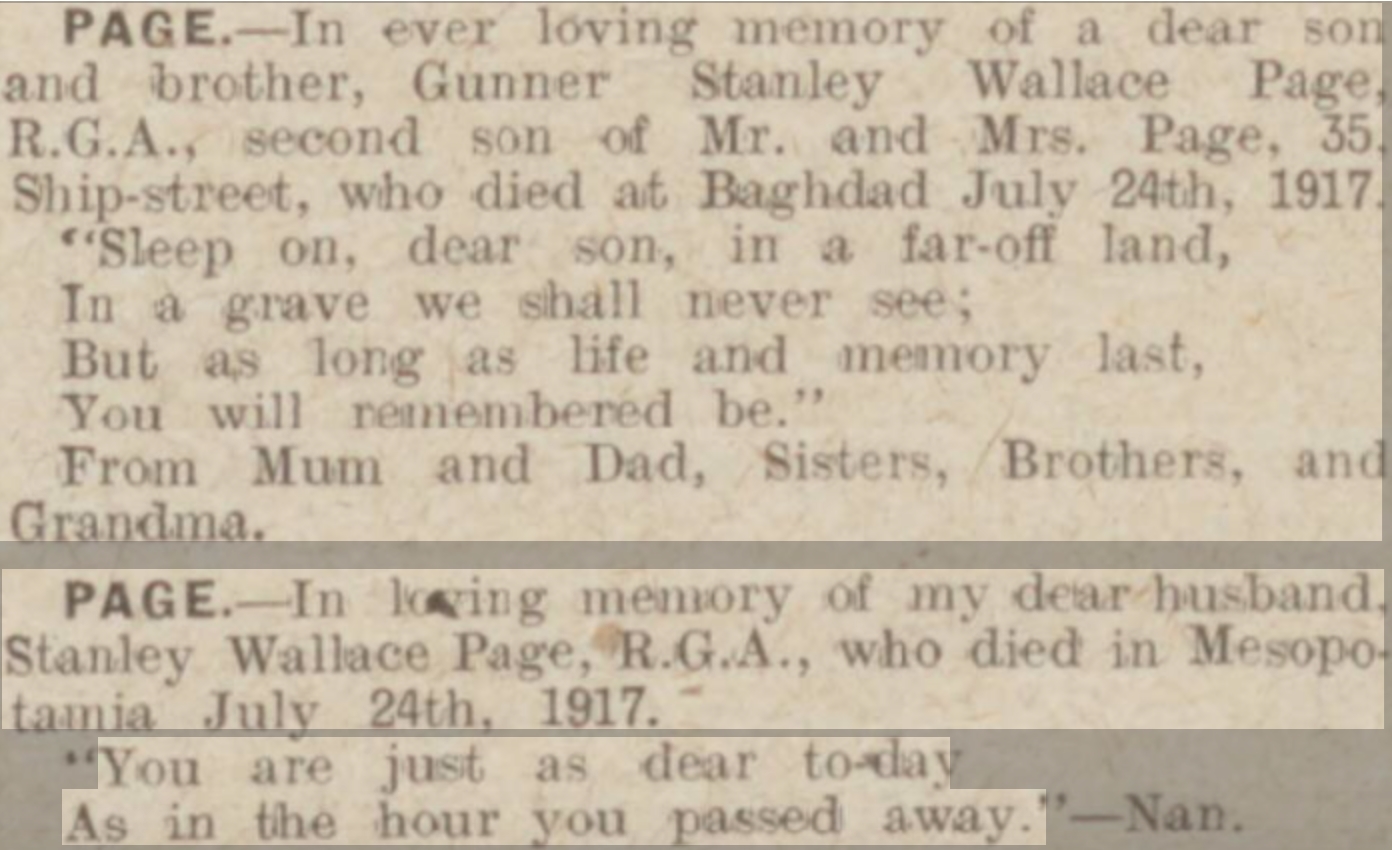 PAGE.—In ever loving memory of a dear son
and brother, Gunner Stanley Wallace Page,
R.G.A., second son of Mr. and Mrs. Page, 35,
Ship-street, who died at Baghdad July 24th, 1917.
"Sleep on, dear son, in a far-off land,
In a grave we shall never see;
But as long as life and memory last,
You will remembered be."
From Mum and Dad, Sisters, Brothers, and
Grandma.
PAGE.—In loving memory of my dear husband,
Stanley Wallace Page, R.G.A., who died in Mesopo-
tamia July 24th, 1917.
"You are just as dear to-day
As in the hour you passed away."—Nan.